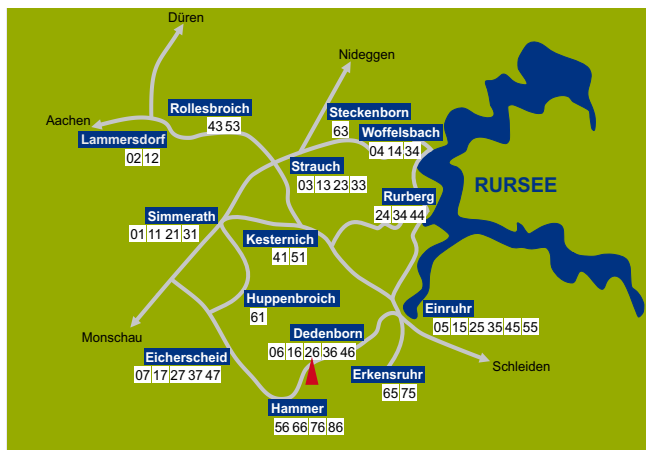 Düren
Nideggen
Aachen
Rollesbroich
43 53
Lammersdorf
02 12
Steckenborn
63
Woffelsbach
04 14 34
Strauch
03 13 23 33
RURSEE
Rurberg
24 34 44
Simmerath
01 11 21 31
Kesternich
41 51
Huppenbroich
61
Einruhr
05 15 25 35 45 55
Monschau
Dedenborn
06 16 26 36 46
Eicherscheid
07 17 27 37 47
Schleiden
Erkensruhr
65 75
Hammer
56 66 76 86